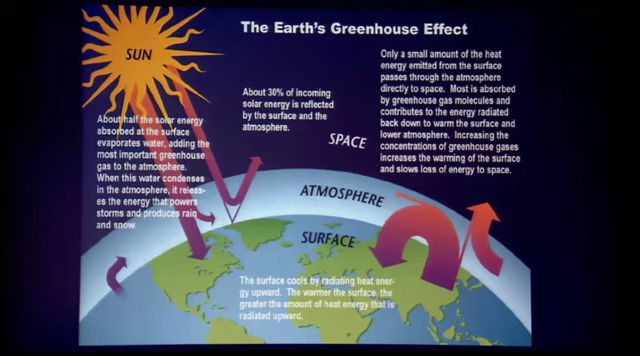 The Earth's Greenhouse Effect
SUN
Only a small amount of the heat
energy emitted from the surface
passes through the atmosphere
directly to space. Most is absorbed
by greenhouse gas molecules and
contributes to the energy radiated
back down to warm the surface and
lower atmosphere. Increasing the
concentrations of greenhouse gases
increases the warming of the surface
and slows loss of energy to space.
About 30% of incoming
solar energy is reflected
by the surface and the
atmosphere.
About half the solar energy
absorbed at the surface
evaporates water, adding the
most important greenhouse
gas to the atmosphere.
When this water condenses
in the atmosphere, it releas-
es the energy that powers
storms and produces rain
and snow.
SPACE
ATMOSPHERE
SURFACE
The surface cools by radiating heat ener-
gy upward. The warmer the surface, the
greater the amount of heat energy that is
radiated upward.